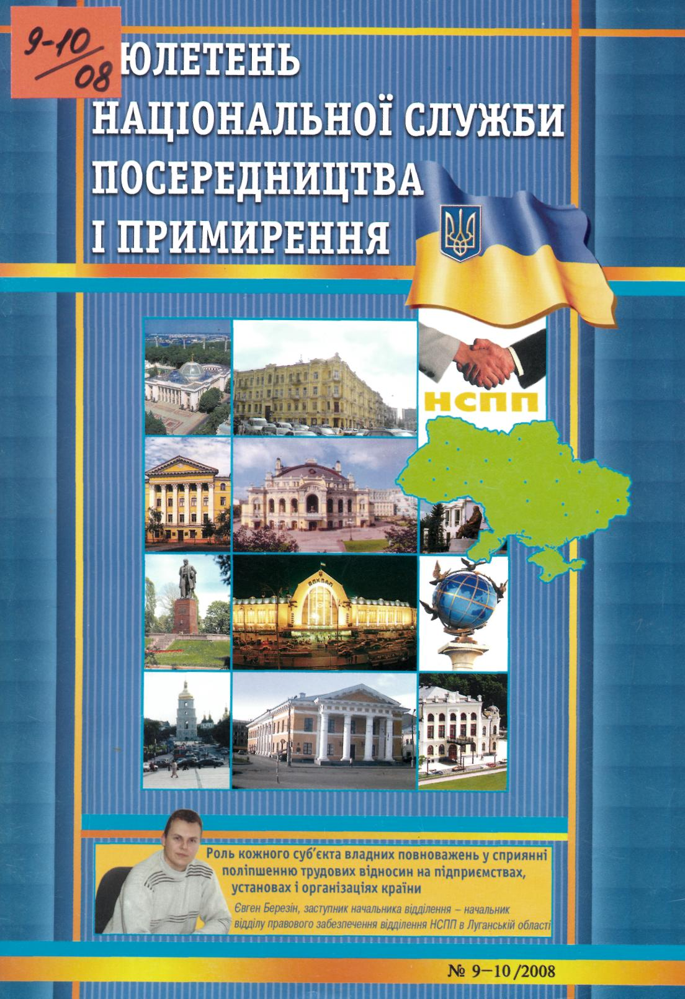 9-10/08
ЮЛЕТЕНЬ
НАЦІОНАЛЬНОЇ СЛУЖБИ
ПОСЕРЕДНИЦТВА
І ПРИМИРЕННЯ
НСПП
ВОКЗАЛ
Роль кожного суб'єкта владних повноважень у сприянні
поліпшенню трудових відносин на підприємствах,
установах і організаціях країни
Євген Березін, заступник начальника відділення – начальник
відділу правового забезпечення відділення НСПП в Луганській області
№ 9–10 /2008